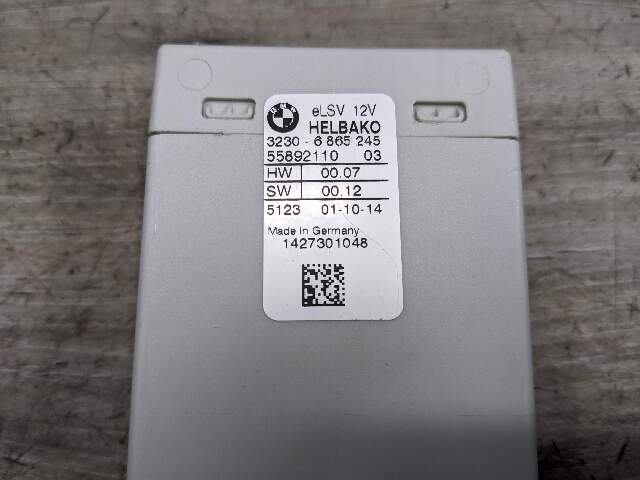 BMW
eLSV 12V
HELBAKO
3230 - 6 865 245
55892110 03
HW 00.07
SW 00.12
5123 01-10-14
Made in Germany
1427301048